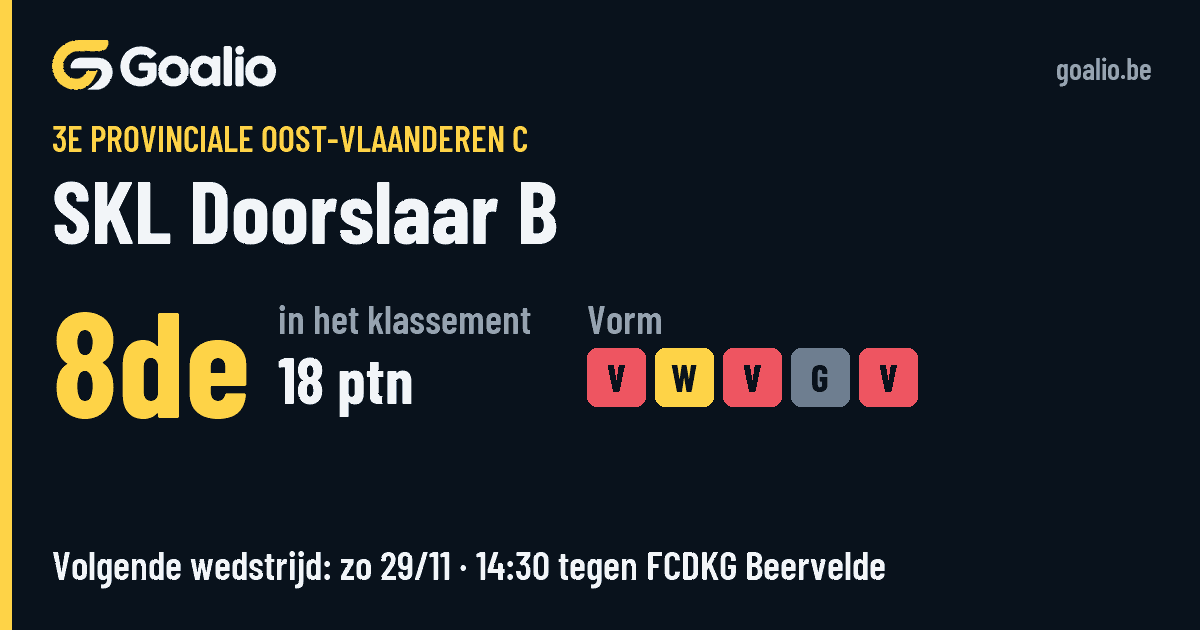 Goalio
goalio.be
3E PROVINCIALE OOST-VLAANDEREN C
SKL Doorslaar B
8de
in het klassement
18 ptn
Vorm
V W V G V
Volgende wedstrijd: zo 29/11 · 14:30 tegen FCDKG Beervelde